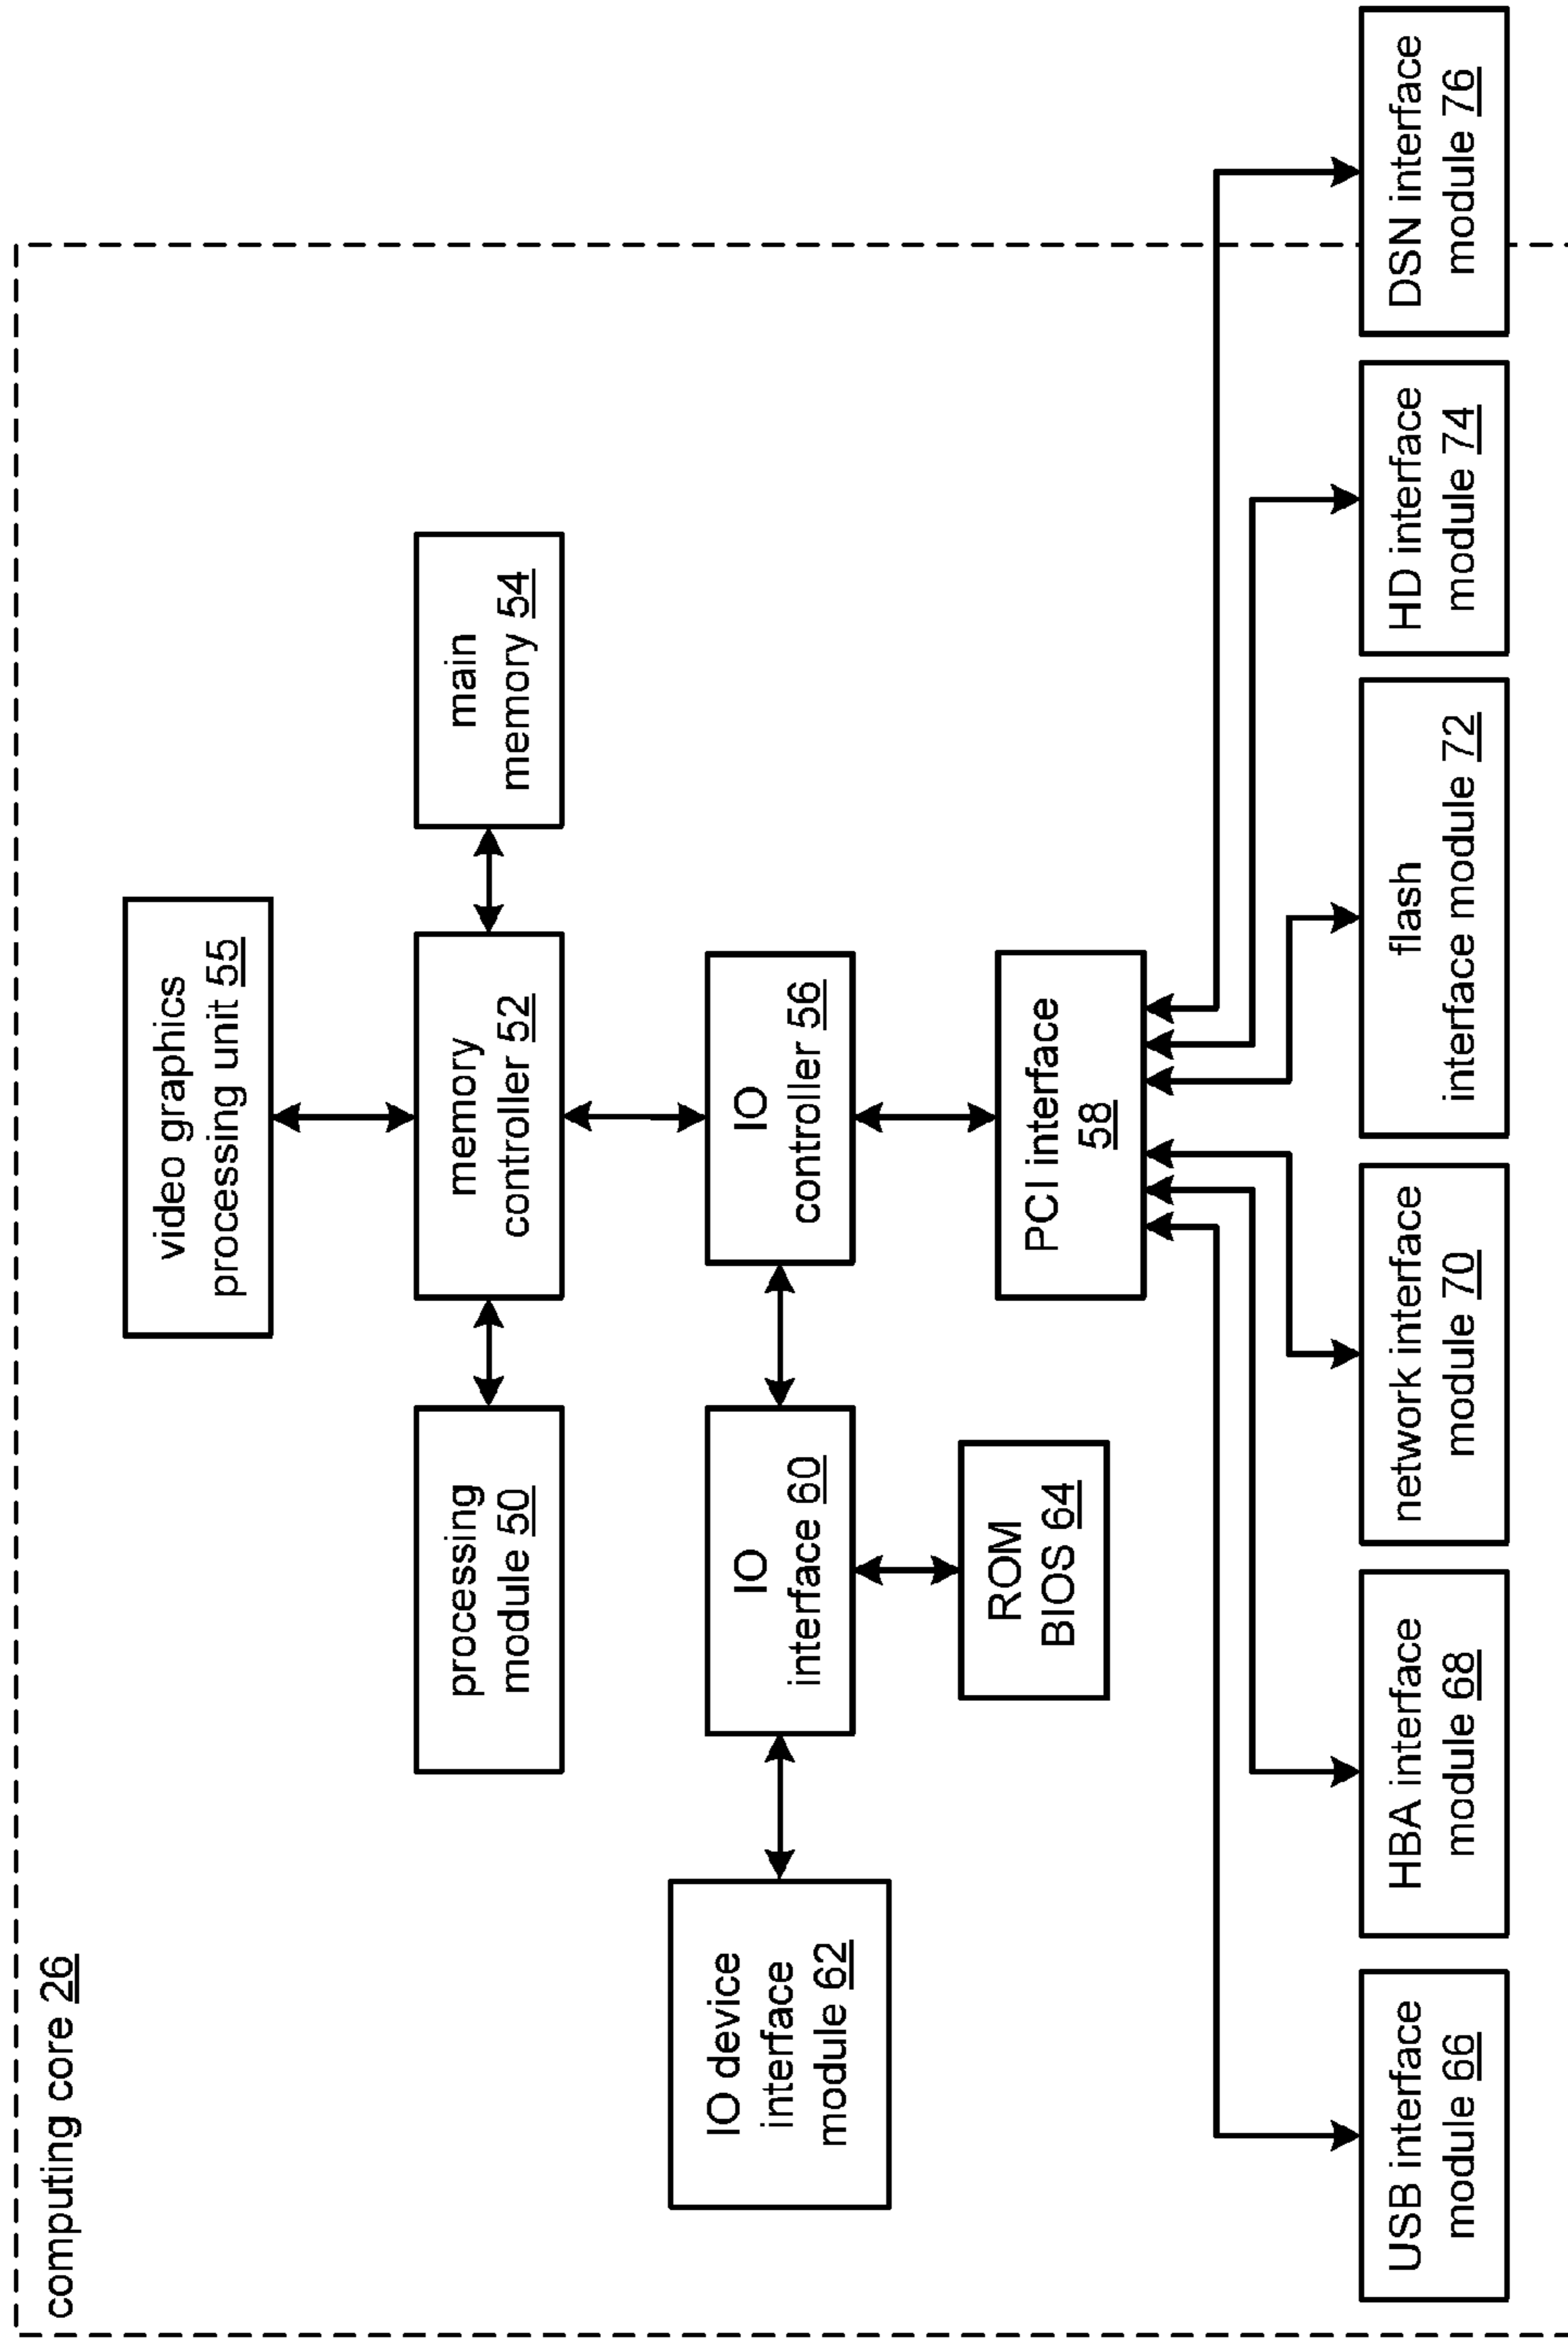 computing core 26
video graphics
processing unit 55
processing
module 50
memory
controller 52
main
memory 54
IO device
interface
module 62
IO
interface 60
IO
controller 56
ROM
BIOS 64
PCI interface
58
USB interface
module 66
HBA interface
module 68
network interface
module 70
flash
interface module 72
HD interface
module 74
DSN interface
module 76